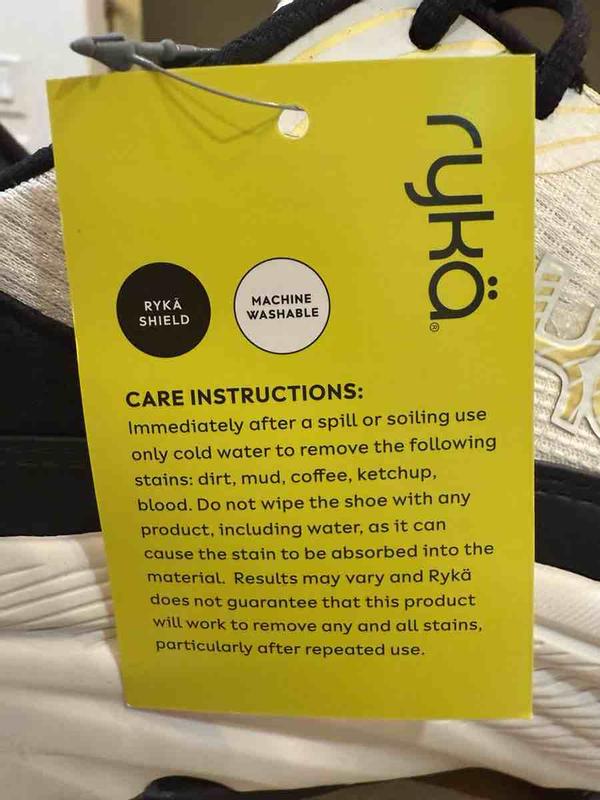 rykä®
RYKÄ
SHIELD
MACHINE
WASHABLE
CARE INSTRUCTIONS:
Immediately after a spill or soiling use
only cold water to remove the following
stains: dirt, mud, coffee, ketchup,
blood. Do not wipe the shoe with any
product, including water, as it can
cause the stain to be absorbed into the
material. Results may vary and Rykä
does not guarantee that this product
will work to remove any and all stains,
particularly after repeated use.